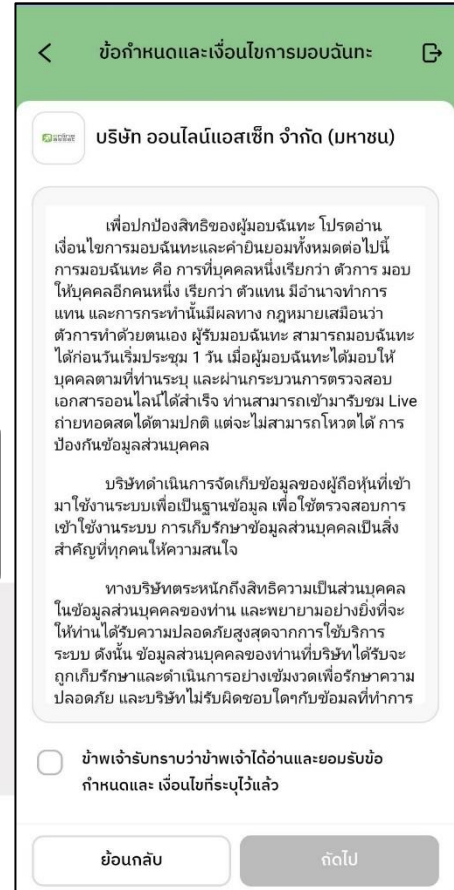 ข้อกำหนดและเงื่อนไขการมอบฉันทะ
online asset
บริษัท ออนไลน์แอสเซ็ท จำกัด (มหาชน)
เพื่อปกป้องสิทธิของผู้มอบฉันทะ โปรดอ่าน
เงื่อนไขการมอบฉันทะและคำยินยอมทั้งหมดต่อไปนี้
การมอบฉันทะ คือ การที่บุคคลหนึ่งเรียกว่า ตัวการ มอบ
ให้บุคคลอีกคนหนึ่ง เรียกว่า ตัวแทน มีอำนาจทำการ
แทน และการกระทำนั้นมีผลทาง กฎหมายเสมือนว่า
ตัวการทำด้วยตนเอง ผู้รับมอบฉันทะ สามารถมอบฉันทะ
ได้ก่อนวันเริ่มประชุม 1 วัน เมื่อผู้มอบฉันทะได้มอบให้
บุคคลตามที่ท่านระบุ และผ่านกระบวนการตรวจสอบ
เอกสารออนไลน์ได้สำเร็จ ท่านสามารถเข้ามารับชม Live
ถ่ายทอดสดได้ตามปกติ แต่จะไม่สามารถโหวตได้ การ
ป้องกันข้อมูลส่วนบุคคล
บริษัทดำเนินการจัดเก็บข้อมูลของผู้ถือหุ้นที่เข้า
มาใช้งานระบบเพื่อเป็นฐานข้อมูล เพื่อใช้ตรวจสอบการ
เข้าใช้งานระบบ การเก็บรักษาข้อมูลส่วนบุคคลเป็นสิ่ง
สำคัญที่ทุกคนให้ความสนใจ
ทางบริษัทตระหนักถึงสิทธิความเป็นส่วนบุคคล
ในข้อมูลส่วนบุคคลของท่าน และพยายามอย่างยิ่งที่จะ
ให้ท่านได้รับความปลอดภัยสูงสุดจากการใช้บริการ
ระบบ ดังนั้น ข้อมูลส่วนบุคคลของท่านที่บริษัทได้รับจะ
ถูกเก็บรักษาและดำเนินการอย่างเข้มงวดเพื่อรักษาความ
ปลอดภัย และบริษัทไม่รับผิดชอบใดๆกับข้อมูลที่ทำการ
ข้าพเจ้ารับทราบว่าข้าพเจ้าได้อ่านและยอมรับข้อ
กำหนดและ เงื่อนไขที่ระบุไว้แล้ว
ย้อนกลับ
ถัดไป